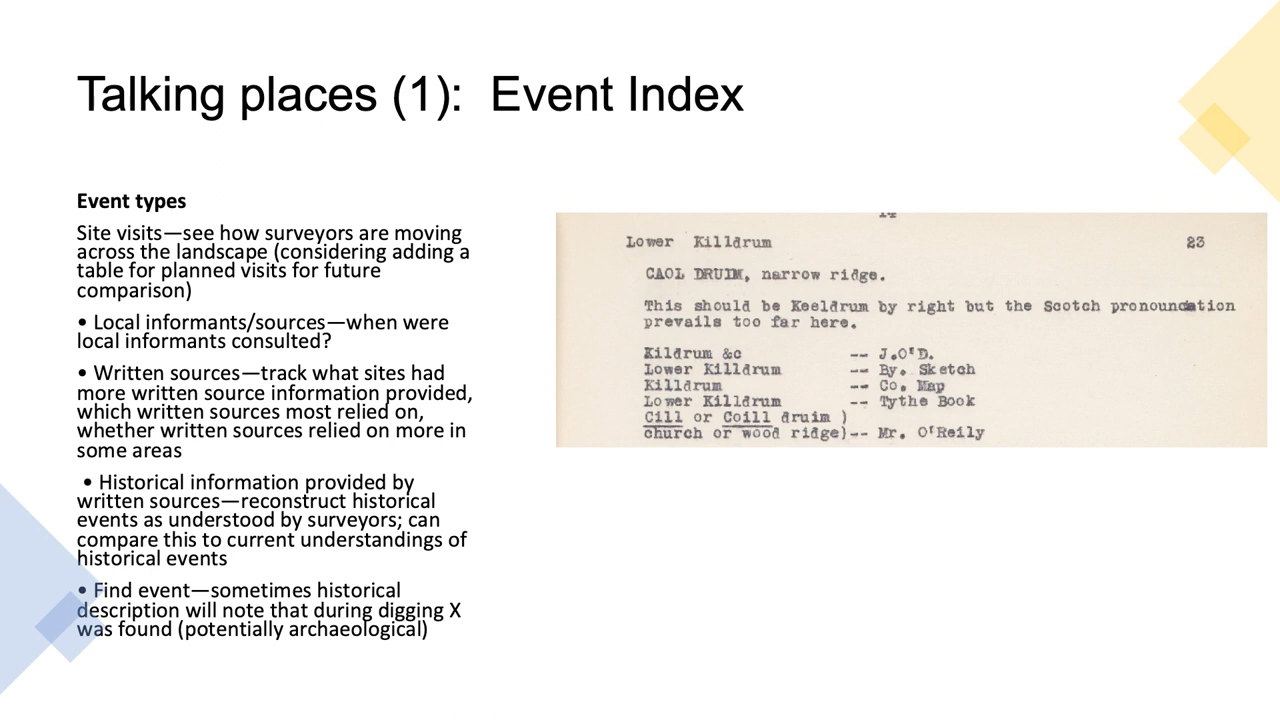 Talking places (1):  Event Index
Event types
Site visits—see how surveyors are moving
across the landscape (considering adding a
table for planned visits for future
comparison)
• Local informants/sources—when were
local informants consulted?
• Written sources—track what sites had
more written source information provided,
which written sources most relied on,
whether written sources relied on more in
some areas
• Historical information provided by
written sources—reconstruct historical
events as understood by surveyors; can
compare this to current understandings of
historical events
• Find event—sometimes historical
description will note that during digging X
was found (potentially archaeological)
Lower Killdrum 23
CAOL DRUIM, narrow ridge.
This should be Keeldrum by right but the Scotch pronounciation
prevails too far here.
Kildrum &c -- J.O'D.
Lower Killdrum -- By. Sketch
Killdrum -- Co. Map
Lower Killdrum -- Tythe Book
Cill or Coill druim )
church or wood ridge)-- Mr. O'Reily